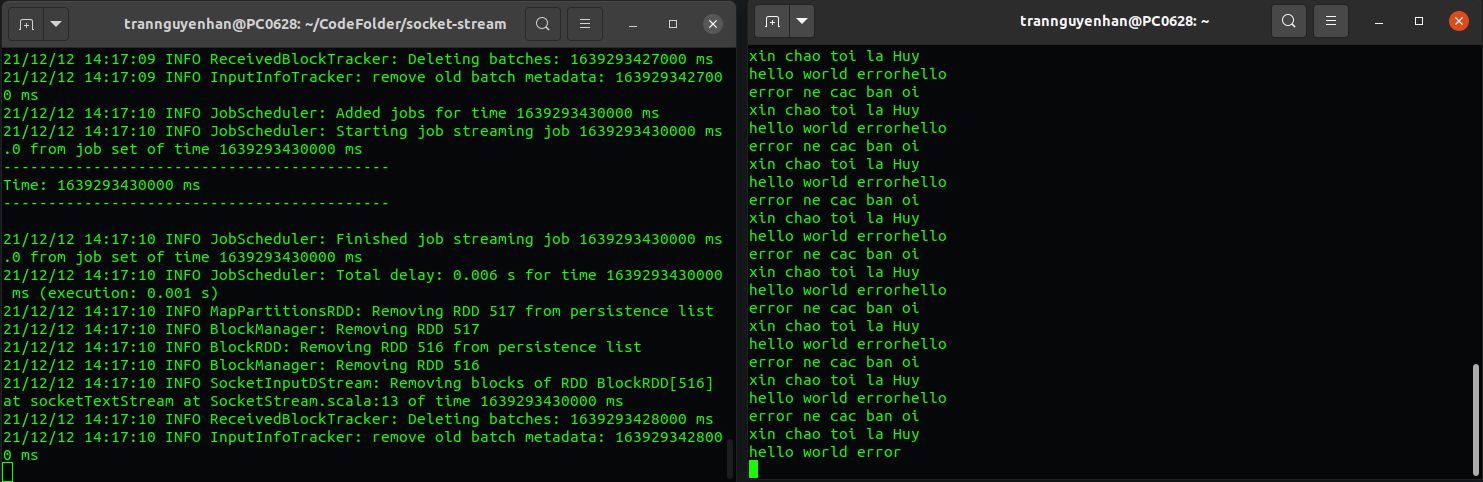 trannguyenhan@PC0628: ~/CodeFolder/socket-stream
21/12/12 14:17:09 INFO ReceivedBlockTracker: Deleting batches: 1639293427000 ms
21/12/12 14:17:09 INFO InputInfoTracker: remove old batch metadata: 163929342700
0 ms
21/12/12 14:17:10 INFO JobScheduler: Added jobs for time 1639293430000 ms
21/12/12 14:17:10 INFO JobScheduler: Starting job streaming job 1639293430000 ms
.0 from job set of time 1639293430000 ms
-------------------------------------------
Time: 1639293430000 ms
-------------------------------------------
21/12/12 14:17:10 INFO JobScheduler: Finished job streaming job 1639293430000 ms
.0 from job set of time 1639293430000 ms
21/12/12 14:17:10 INFO JobScheduler: Total delay: 0.006 s for time 1639293430000
 ms (execution: 0.001 s)
21/12/12 14:17:10 INFO MapPartitionsRDD: Removing RDD 517 from persistence list
21/12/12 14:17:10 INFO BlockManager: Removing RDD 517
21/12/12 14:17:10 INFO BlockRDD: Removing RDD 516 from persistence list
21/12/12 14:17:10 INFO BlockManager: Removing RDD 516
21/12/12 14:17:10 INFO SocketInputDStream: Removing blocks of RDD BlockRDD[516]
at socketTextStream at SocketStream.scala:13 of time 1639293430000 ms
21/12/12 14:17:10 INFO ReceivedBlockTracker: Deleting batches: 1639293428000 ms
21/12/12 14:17:10 INFO InputInfoTracker: remove old batch metadata: 163929342800
0 ms
trannguyenhan@PC0628: ~
xin chao toi la Huy
hello world errorhello
error ne cac ban oi
xin chao toi la Huy
hello world errorhello
error ne cac ban oi
xin chao toi la Huy
hello world errorhello
error ne cac ban oi
xin chao toi la Huy
hello world errorhello
error ne cac ban oi
xin chao toi la Huy
hello world errorhello
error ne cac ban oi
xin chao toi la Huy
hello world errorhello
error ne cac ban oi
xin chao toi la Huy
hello world errorhello
error ne cac ban oi
xin chao toi la Huy
hello world error